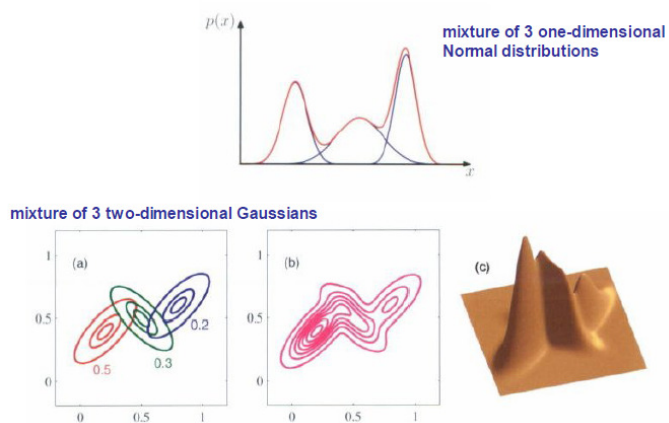 p(x)
mixture of 3 one-dimensional
Normal distributions
x
mixture of 3 two-dimensional Gaussians
1
(a)
0.5
0.2
0.5
0.3
0
0
0.5
1
1
(b)
0.5
0
0
0.5
1
(c)